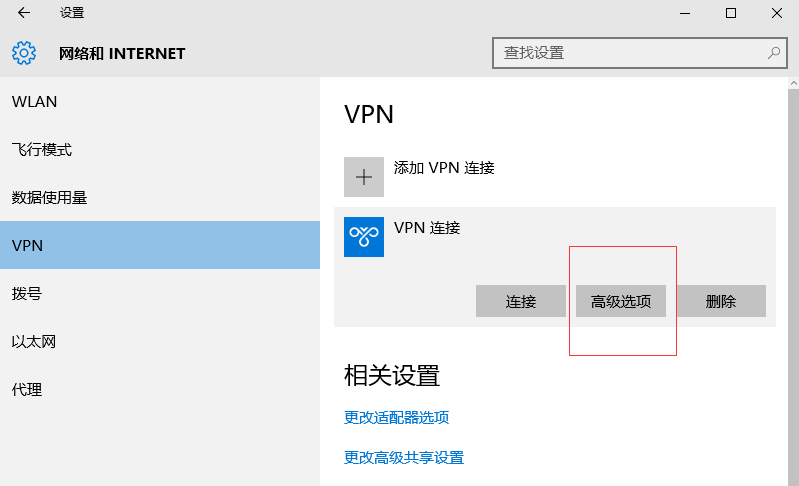 设置
网络和 INTERNET
查找设置
WLAN
飞行模式
数据使用量
VPN
拨号
以太网
代理
VPN
添加 VPN 连接
VPN 连接
连接 高级选项 删除
相关设置
更改适配器选项
更改高级共享设置